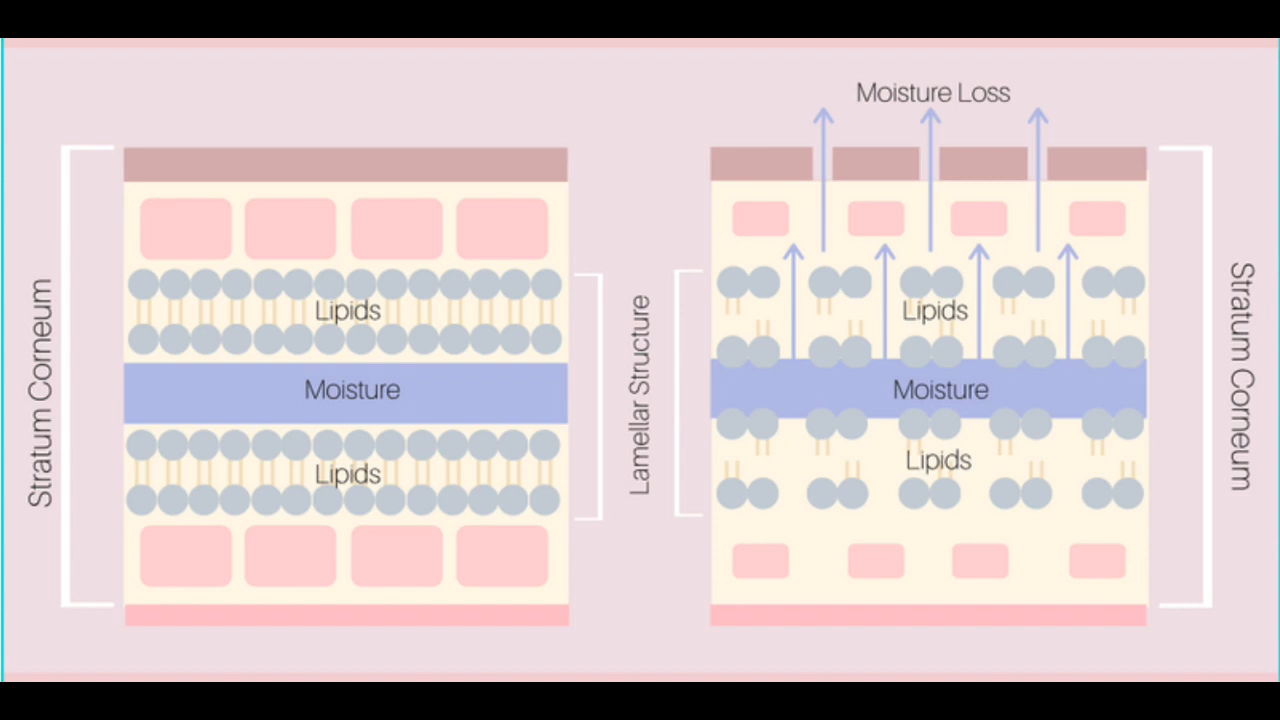 Moisture Loss
Stratum Corneum
Lipids
Moisture
Lipids
Lamellar Structure
Lipids
Moisture
Lipids
Stratum Corneum